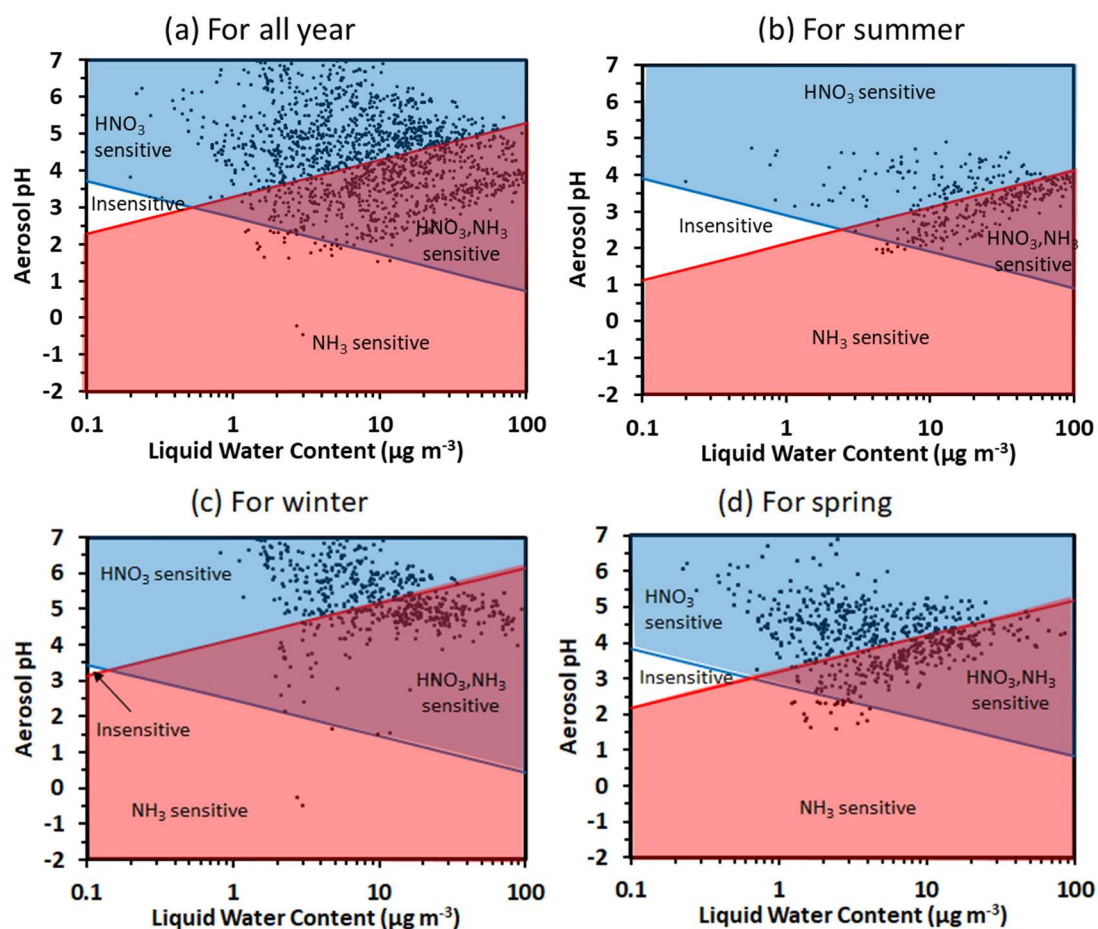 (a) For all year
7
6
5
4
3
2
1
0
-1
-2
Aerosol pH
HNO₃
sensitive
Insensitive
HNO₃,NH₃
sensitive
NH₃ sensitive
0.1 1 10 100
Liquid Water Content (µg m⁻³)
(b) For summer
7
6
5
4
3
2
1
0
-1
-2
Aerosol pH
HNO₃ sensitive
Insensitive
HNO₃,NH₃
sensitive
NH₃ sensitive
0.1 1 10 100
Liquid Water Content (µg m⁻³)
(c) For winter
7
6
5
4
3
2
1
0
-1
-2
Aerosol pH
HNO₃ sensitive
HNO₃,NH₃
sensitive
Insensitive
NH₃ sensitive
0.1 1 10 100
Liquid Water Content (µg m⁻³)
(d) For spring
7
6
5
4
3
2
1
0
-1
-2
Aerosol pH
HNO₃
sensitive
Insensitive
HNO₃,NH₃
sensitive
NH₃ sensitive
0.1 1 10 100
Liquid Water Content (µg m⁻³)